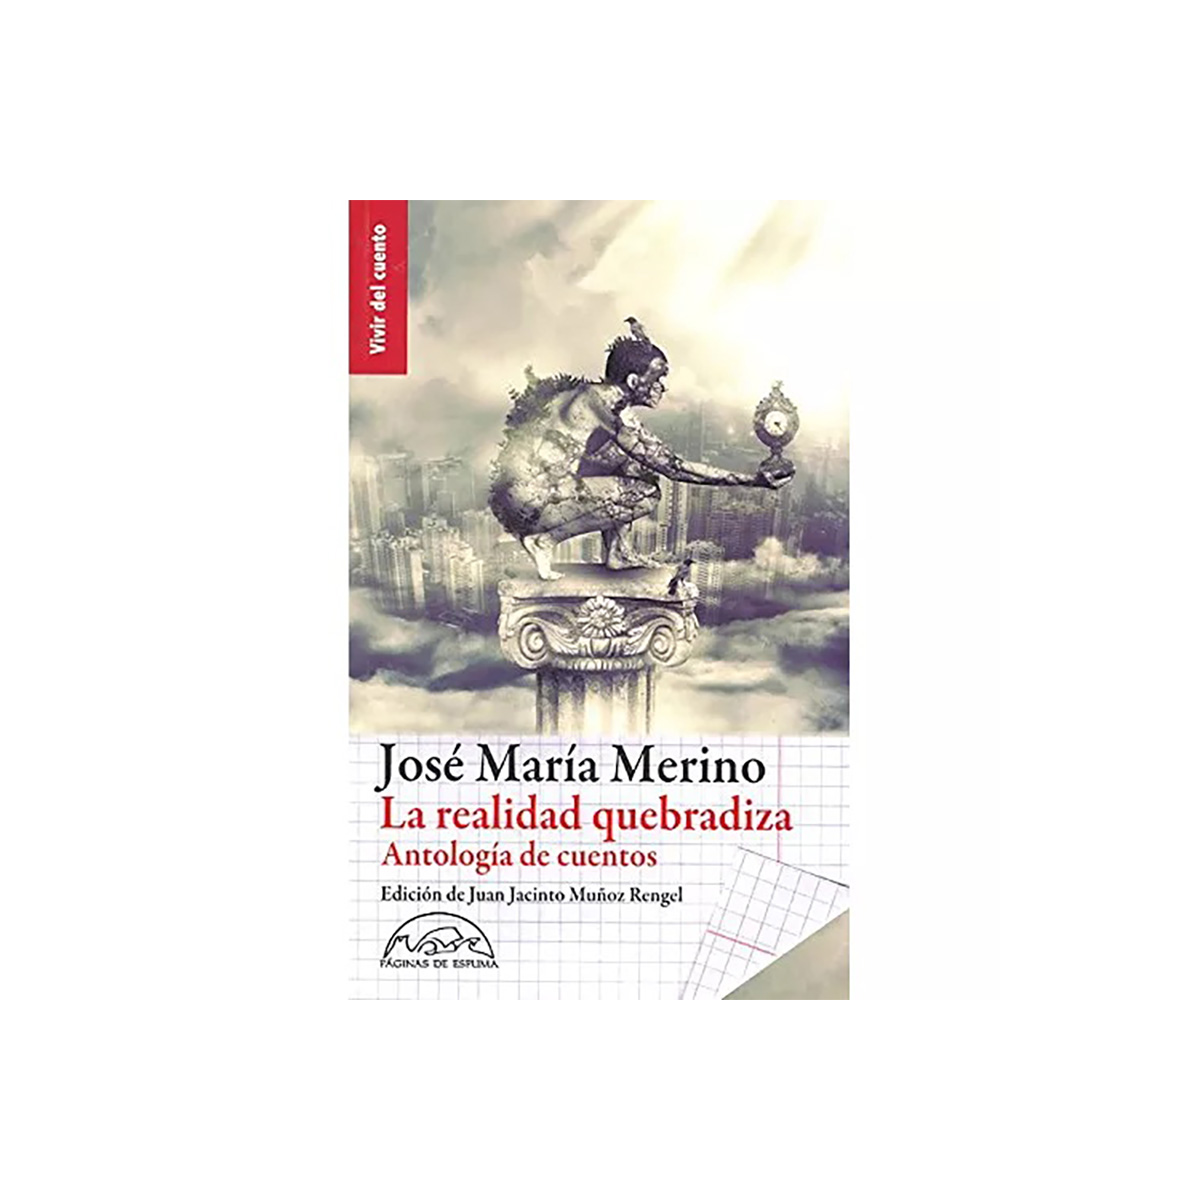 Vivir del cuento
José María Merino
La realidad quebradiza
Antología de cuentos
Edición de Juan Jacinto Muñoz Rengel
PÁGINAS DE ESPUMA